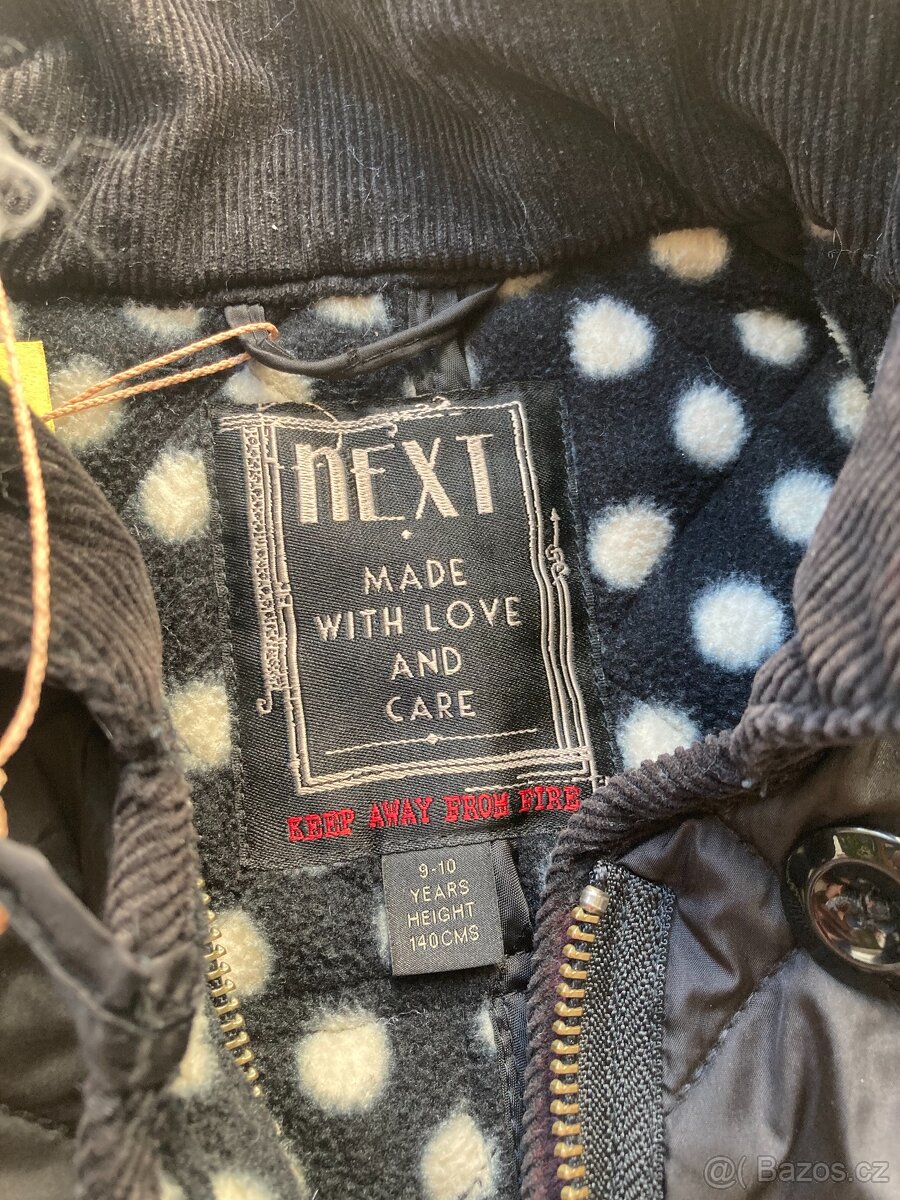 nEXT
MADE
WITH LOVE
AND
CARE
KEEP AWAY FROM FIRE
9-10
YEARS
HEIGHT
140CMS
@( Bazos.cz